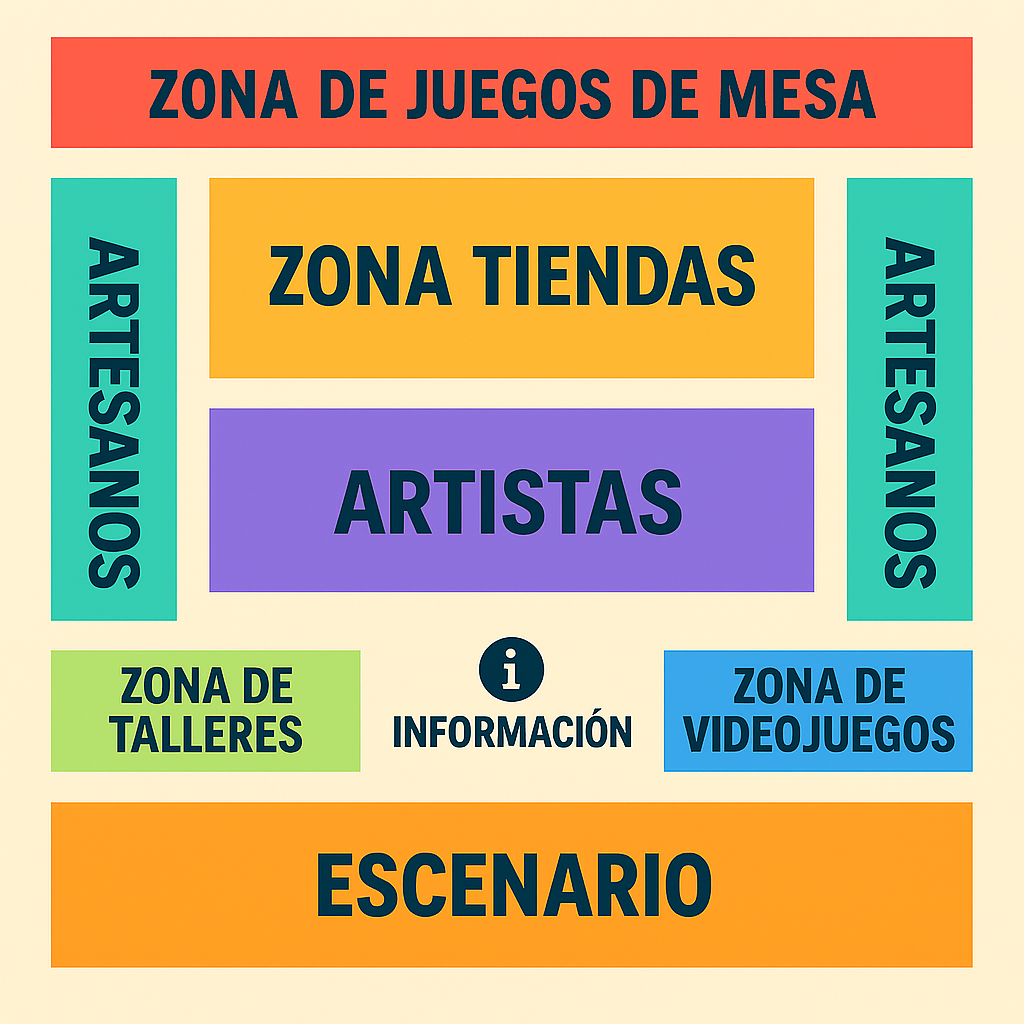 ZONA DE JUEGOS DE MESA
ARTESANOS
ZONA TIENDAS
ARTESANOS
ARTISTAS
ZONA DE
TALLERES
i
INFORMACIÓN
ZONA DE
VIDEOJUEGOS
ESCENARIO